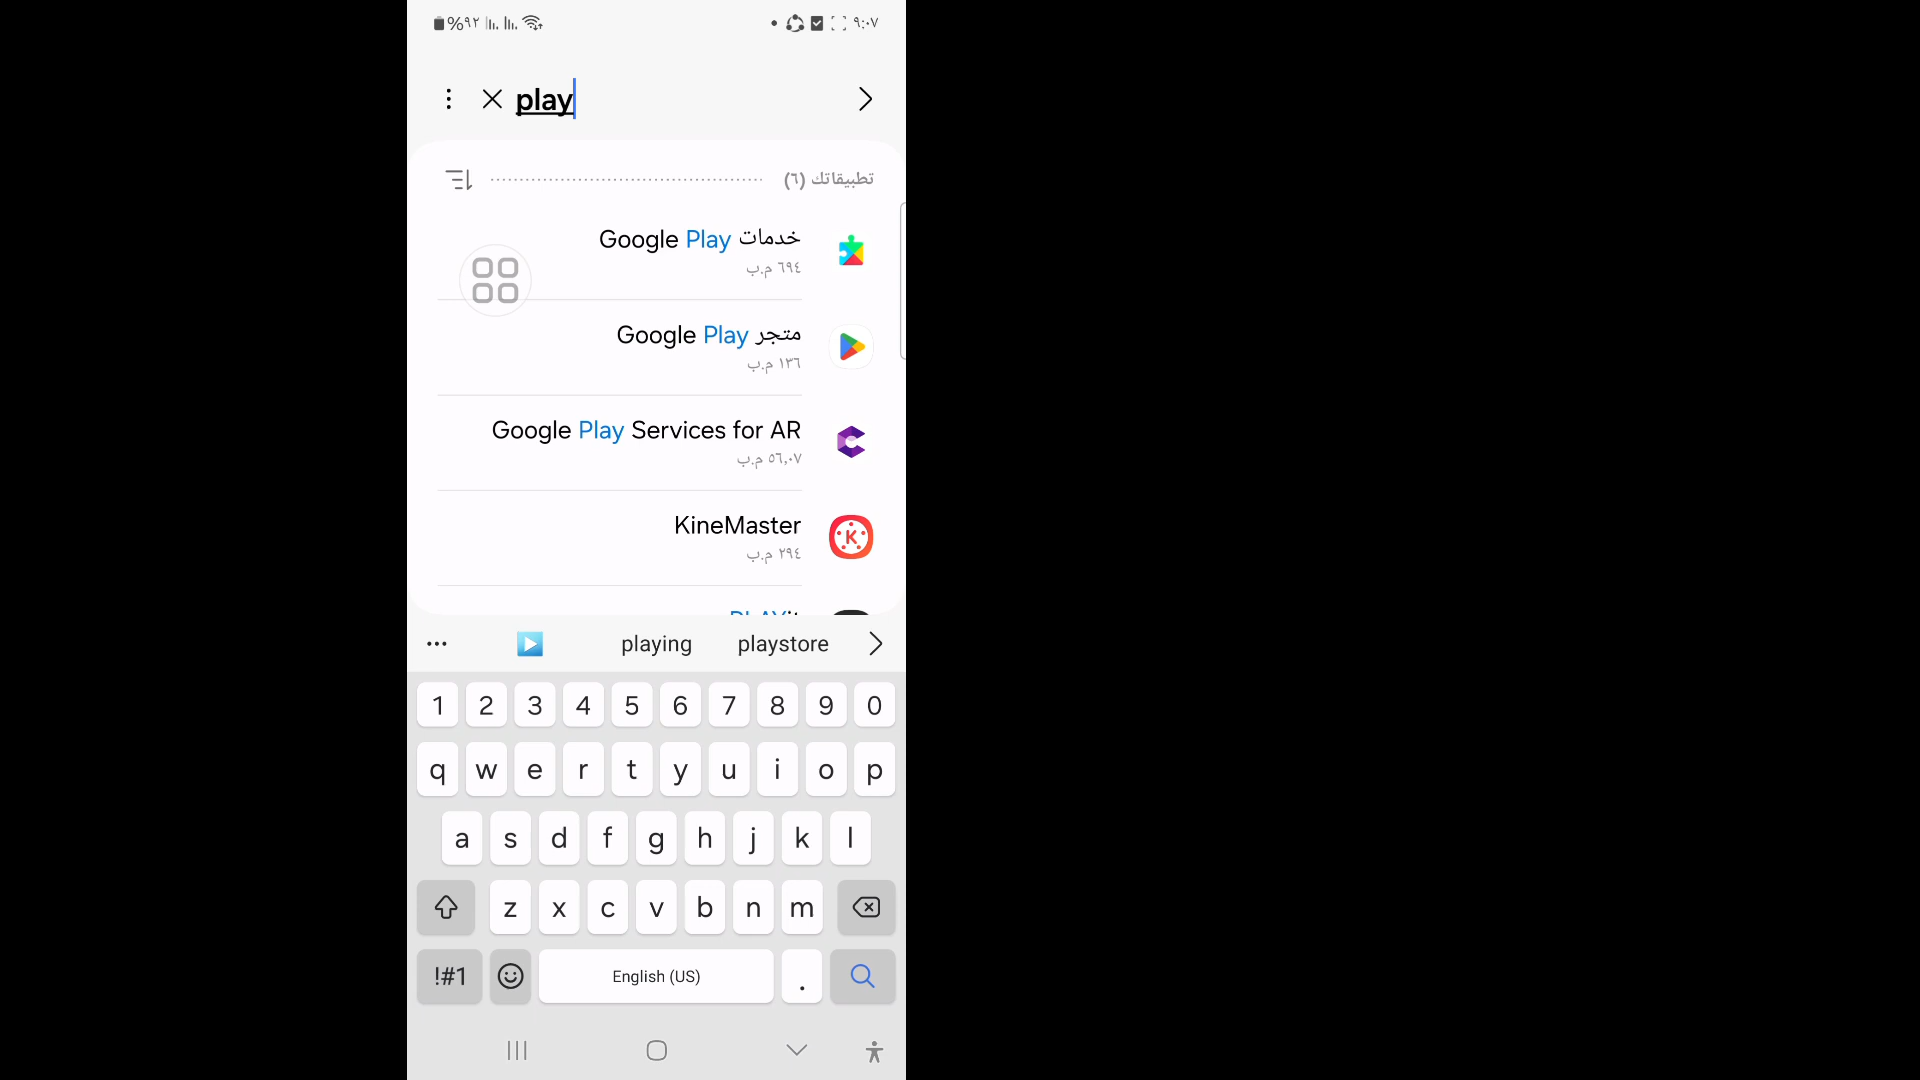 %٩٢
٩:٠٧
play
تطبيقاتك (٦)
خدمات Google Play
٦٩٤ م.ب
متجر Google Play
١٣٦ م.ب
Google Play Services for AR
٥٦,٠٧ م.ب
KineMaster
K
٢٩٤ م.ب
PLAYit
playing playstore
1 2 3 4 5 6 7 8 9 0
q w e r t y u i o p
a s d f g h j k l
z x c v b n m
!#1 English (US) .